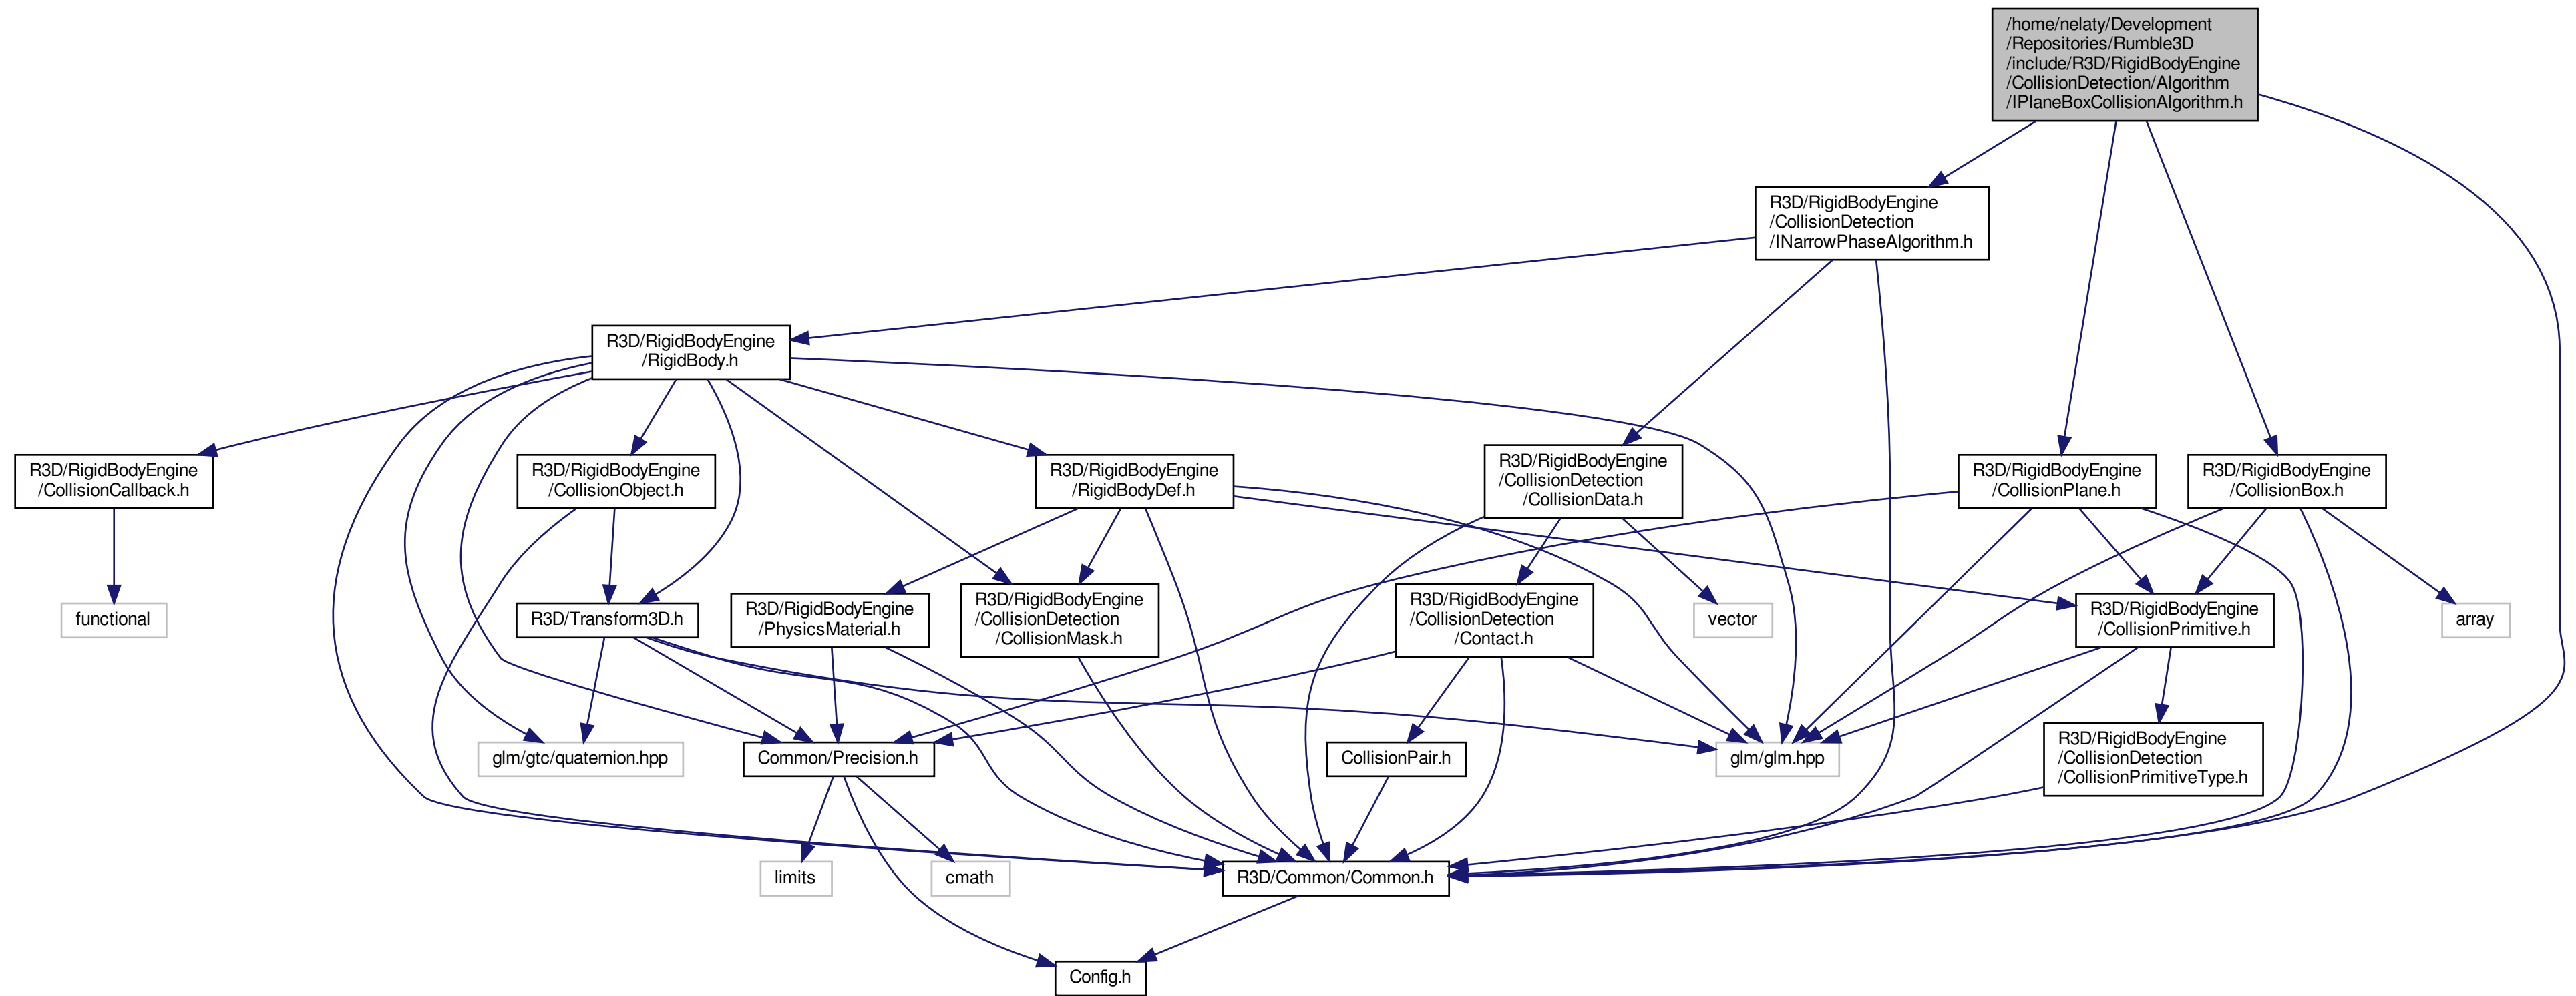 /home/nelaty/Development
/Repositories/Rumble3D
/include/R3D/RigidBodyEngine
/CollisionDetection/Algorithm
/IPlaneBoxCollisionAlgorithm.h
R3D/RigidBodyEngine
/CollisionDetection
/INarrowPhaseAlgorithm.h
R3D/RigidBodyEngine
/RigidBody.h
R3D/RigidBodyEngine
/CollisionCallback.h
R3D/RigidBodyEngine
/CollisionObject.h
R3D/RigidBodyEngine
/RigidBodyDef.h
R3D/RigidBodyEngine
/CollisionDetection
/CollisionData.h
R3D/RigidBodyEngine
/CollisionPlane.h
R3D/RigidBodyEngine
/CollisionBox.h
functional
R3D/Transform3D.h
R3D/RigidBodyEngine
/PhysicsMaterial.h
R3D/RigidBodyEngine
/CollisionDetection
/CollisionMask.h
R3D/RigidBodyEngine
/CollisionDetection
/Contact.h
vector
R3D/RigidBodyEngine
/CollisionPrimitive.h
array
glm/gtc/quaternion.hpp
Common/Precision.h
CollisionPair.h
glm/glm.hpp
R3D/RigidBodyEngine
/CollisionDetection
/CollisionPrimitiveType.h
limits
cmath
R3D/Common/Common.h
Config.h